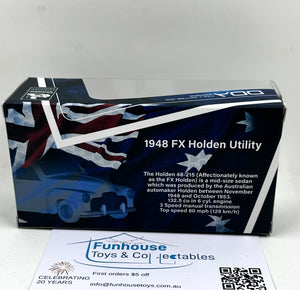 DDA
1948 FX Holden Utility
The Holden 48-215 (Affectionately known
as the FX Holden) is a mid-size sedan
which was produced by the Australian
automaker Holden between November
1948 and October 1953.
132.5 cu in 6 cyl. engine
3 Speed manual transmission
Top speed 80 mph (129 km/h)
Funhouse
Toys & Collectables
First orders $5 off
CELEBRATING
20 YEARS
info@funhousetoys.com.au